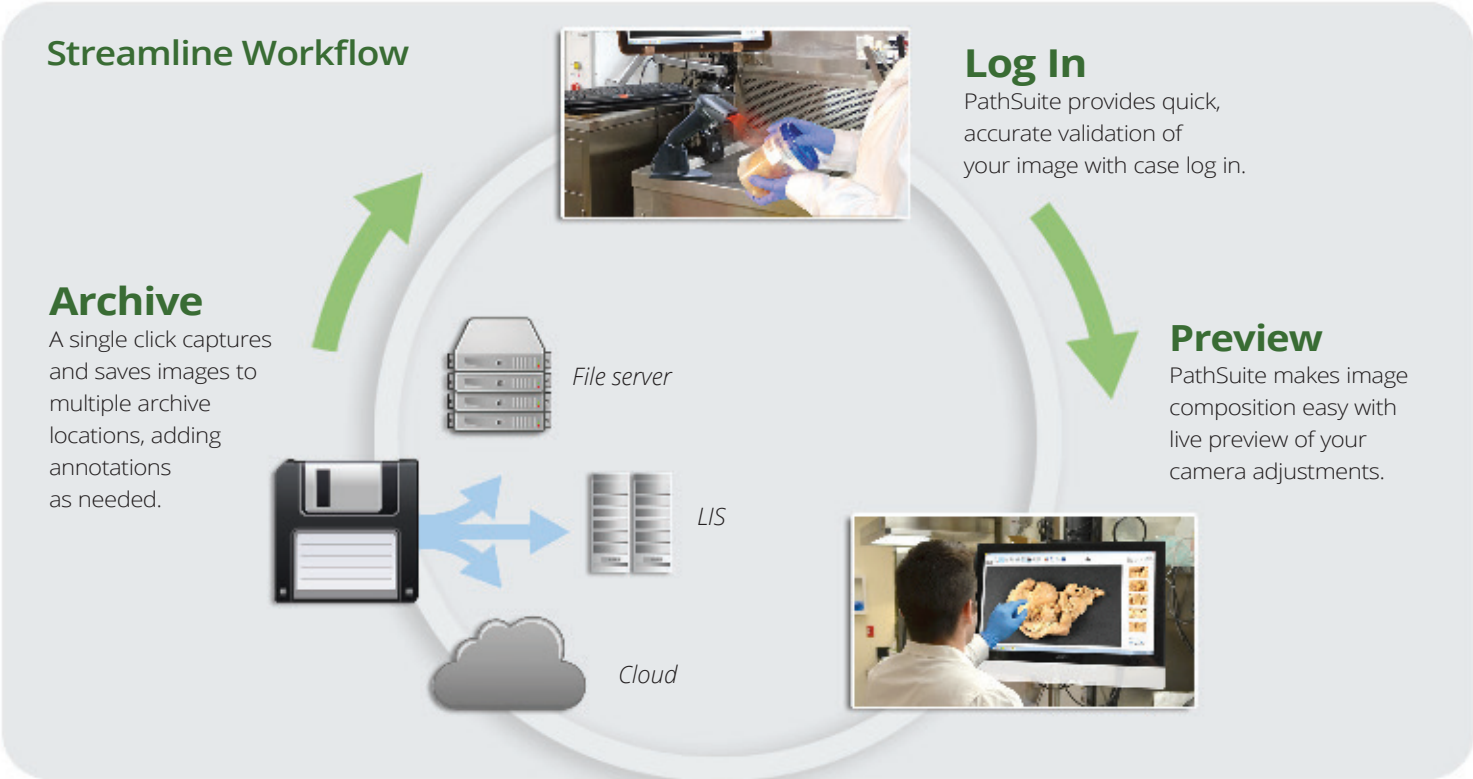 Streamline Workflow
Log In
PathSuite provides quick,
accurate validation of
your image with case log in.
Archive
A single click captures
and saves images to
multiple archive
locations, adding
annotations
as needed.
Preview
PathSuite makes image
composition easy with
live preview of your
camera adjustments.
File server
LIS
Cloud